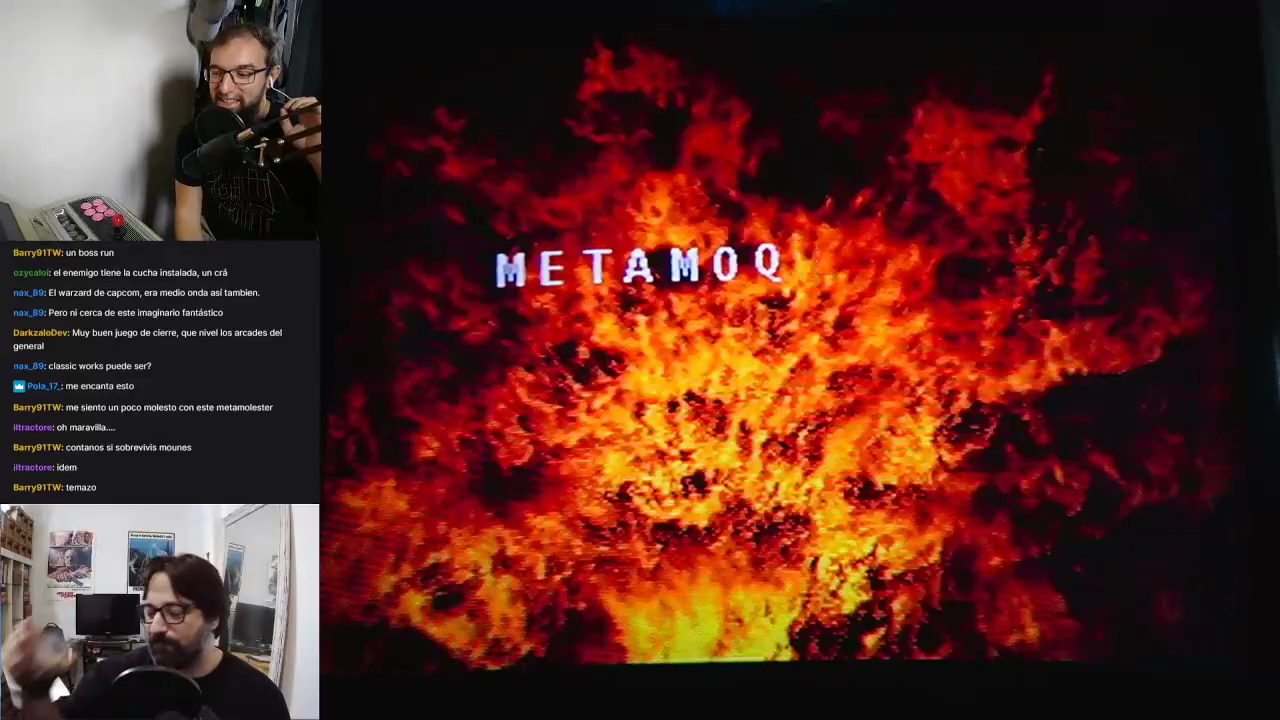 Barry91TW: un boss run
ozycaloi: el enemigo tiene la cucha instalada, un crá
nax_89: El warzard de capcom, era medio onda así tambien.
nax_89: Pero ni cerca de este imaginario fantástico
DarkzaloDev: Muy buen juego de cierre, que nivel los arcades del
general
nax_89: classic works puede ser?
Pola_17_: me encanta esto
Barry91TW: me siento un poco molesto con este metamolester
iltractore: oh maravilla....
Barry91TW: contanos si sobrevivis mounes
iltractore: idem
Barry91TW: temazo
METAMOQ